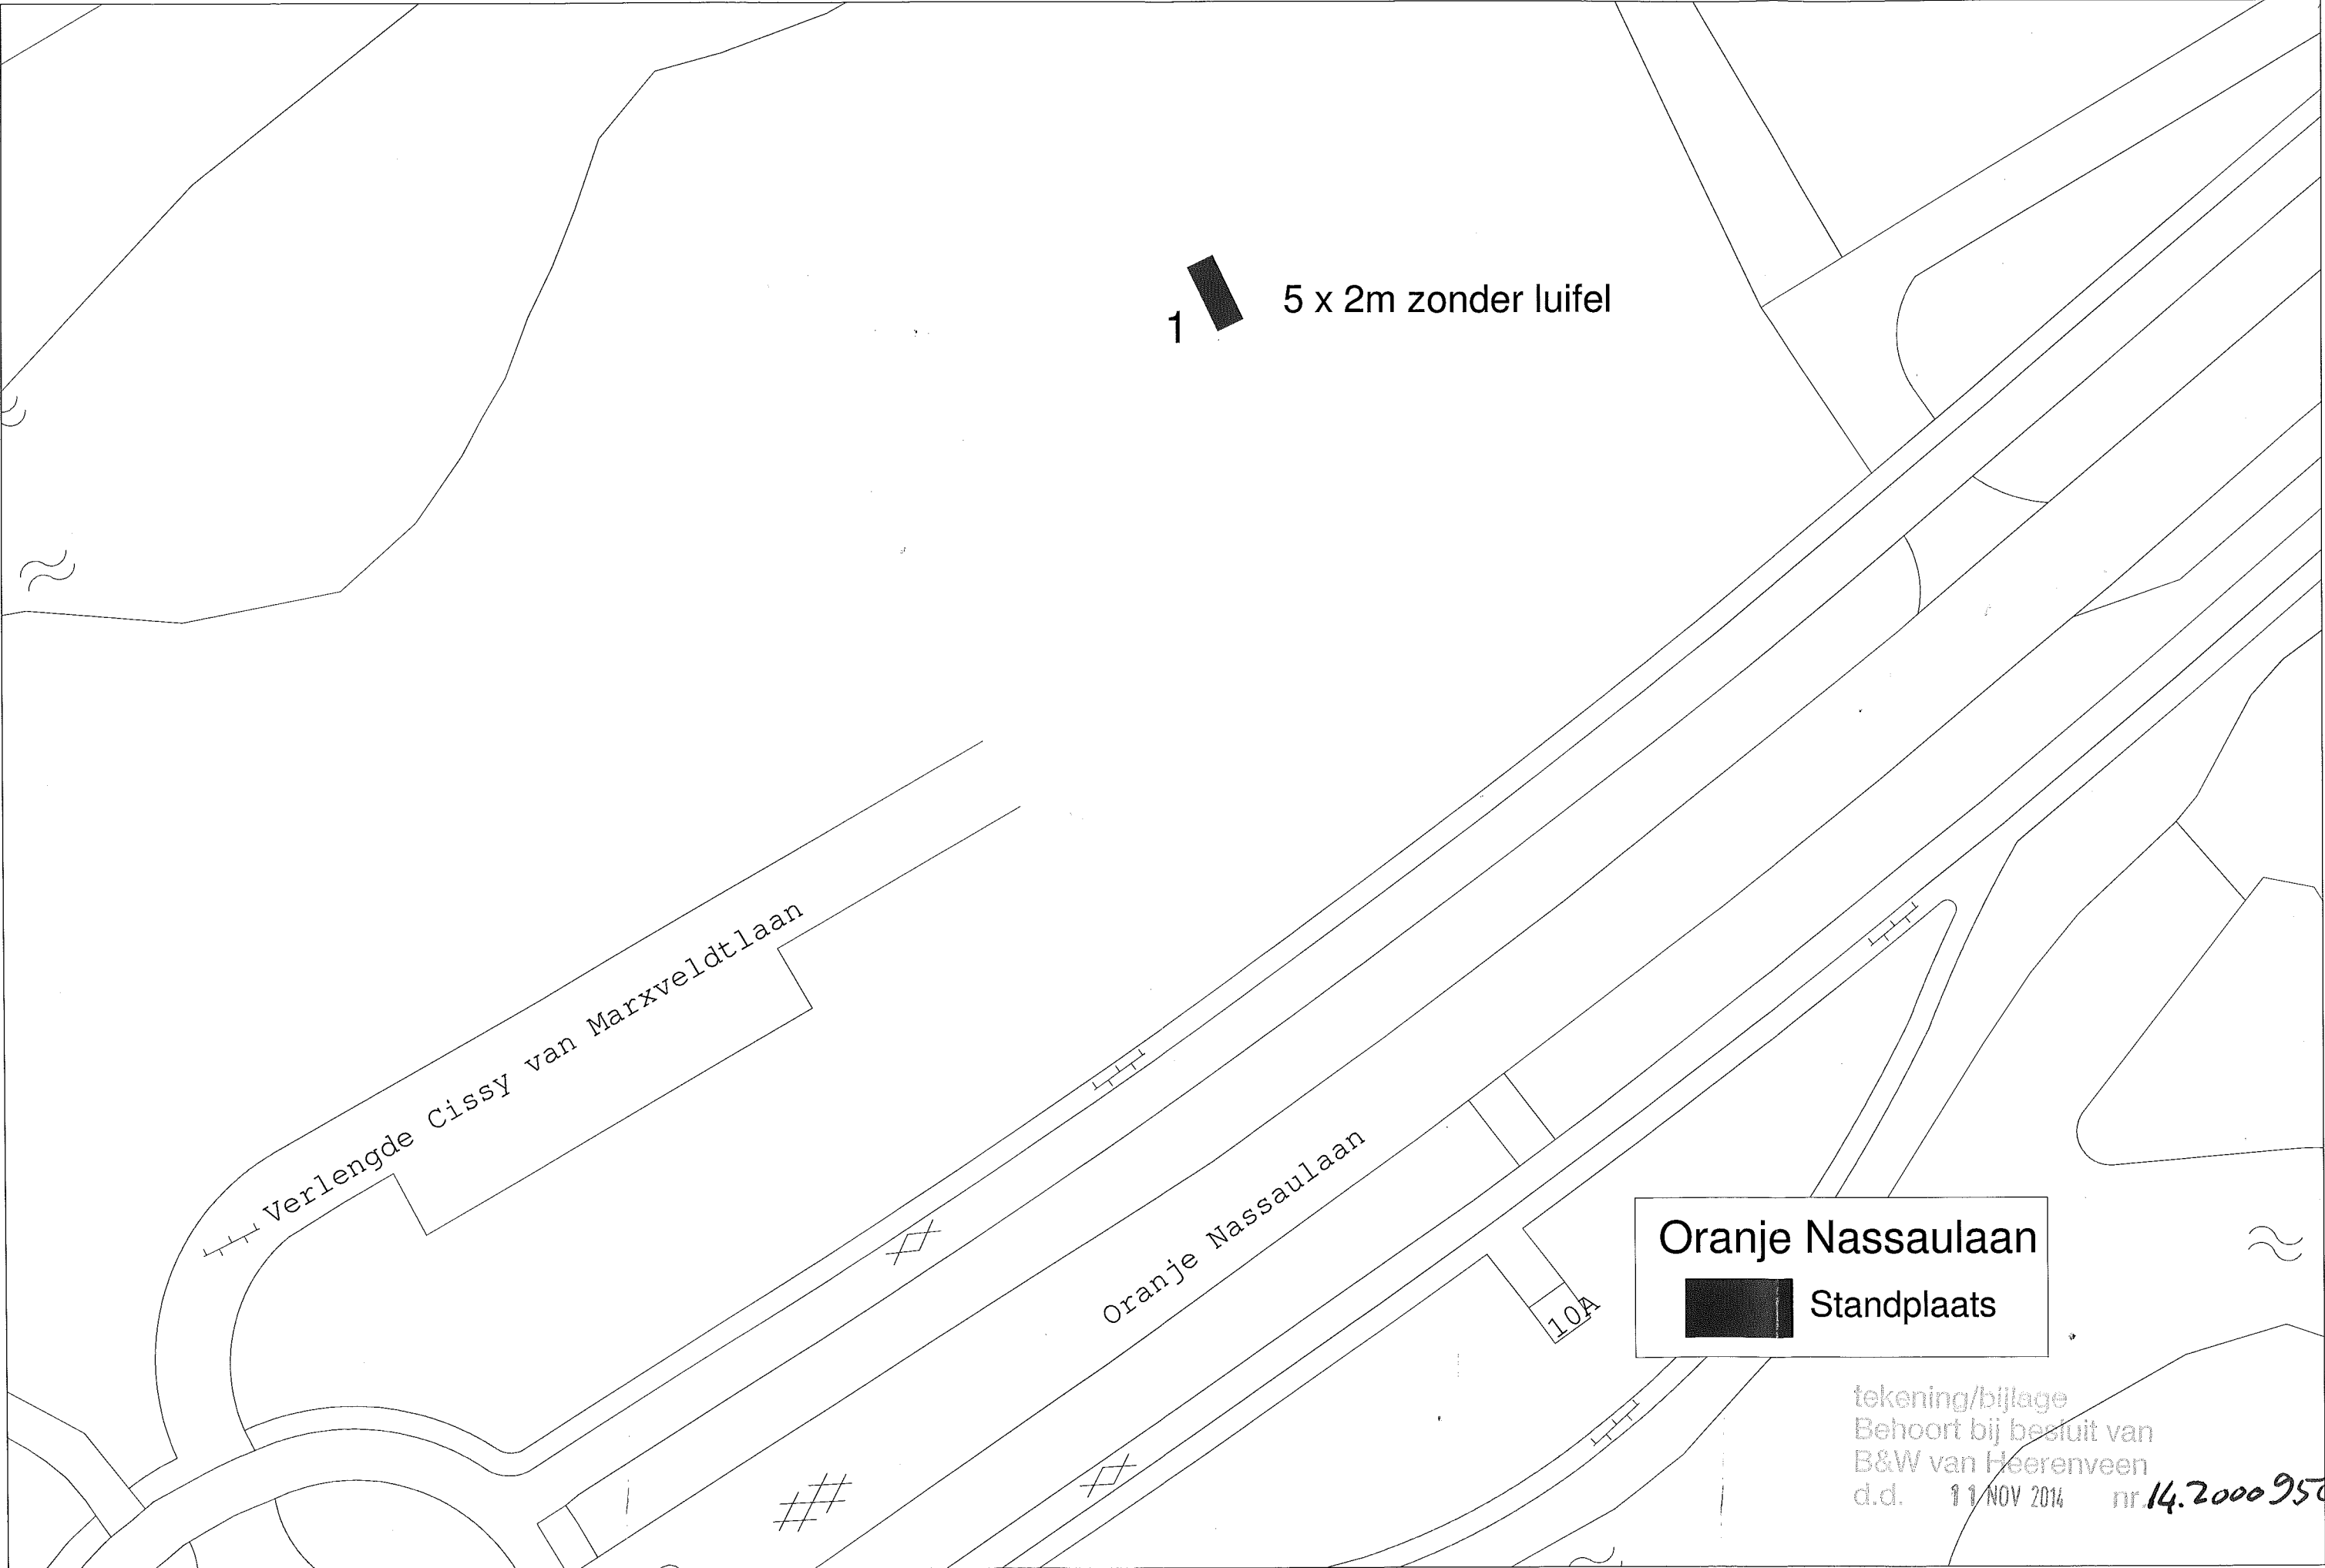 5 x 2m zonder luifel
1
Verlengde Cissy van Marxveldtlaan
Oranje Nassaulaan
10A
Oranje Nassaulaan
Standplaats
tekening/bijlage
Behoort bij besluit van
B&W van Heerenveen
d.d. 11 NOV 2014 nr. 14.2000950